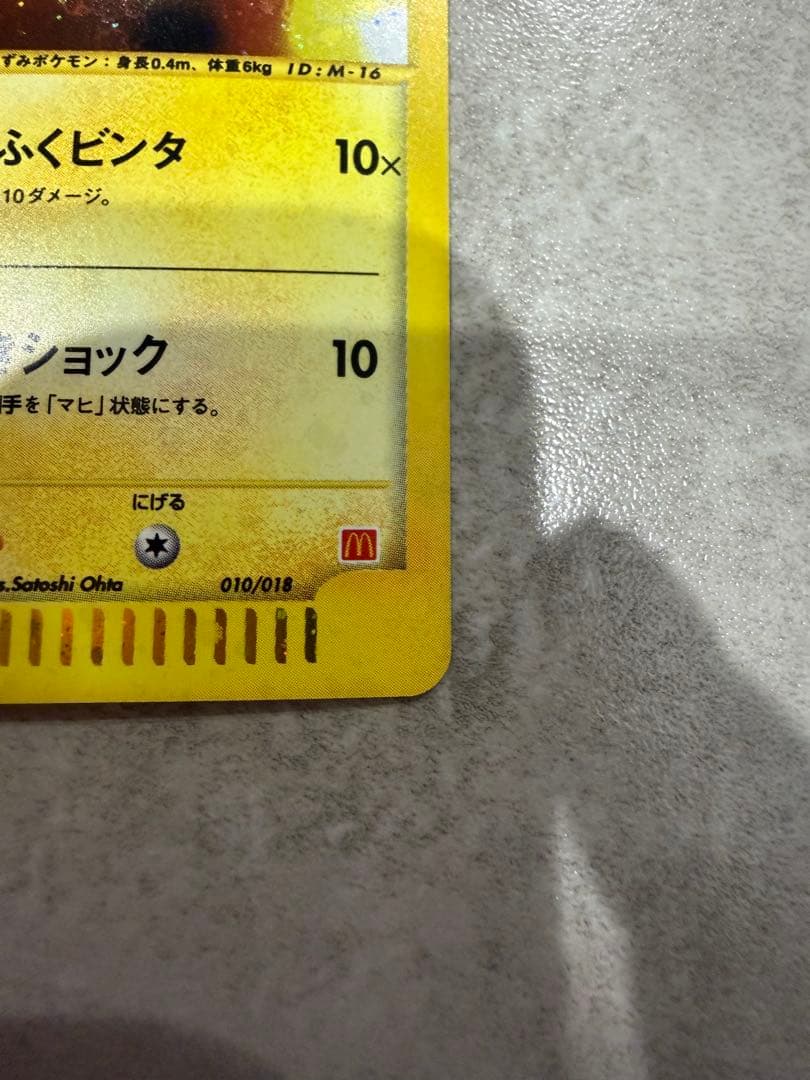 ずみポケモン：身長0.4m、体重6kg ID:M-16
ふくビンタ 10×
10ダメージ。
ショック 10
手を「マヒ」状態にする。
にげる
s.Satoshi Ohta 010/018